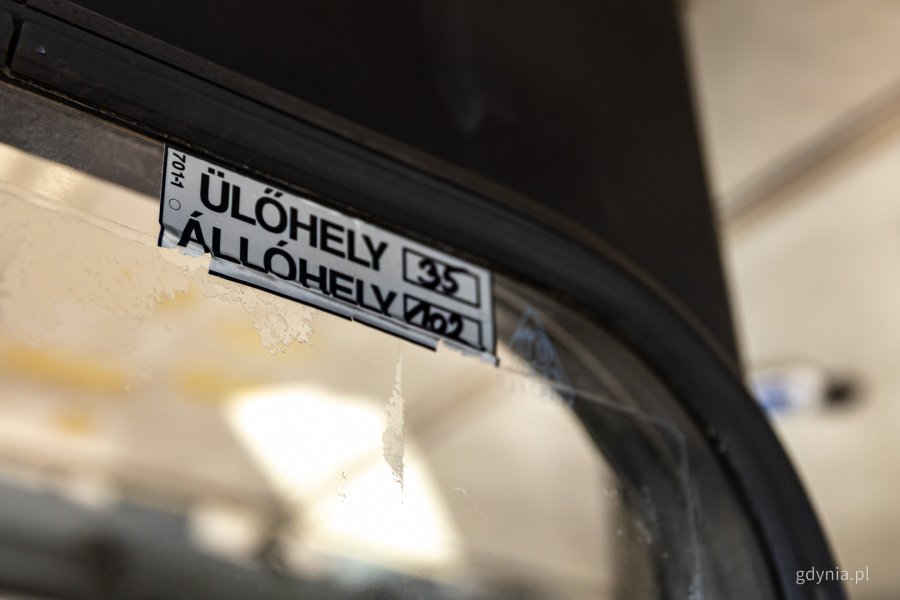 701-1
ÜLŐHELY 35
ÁLLÓHELY 102
gdynia.pl